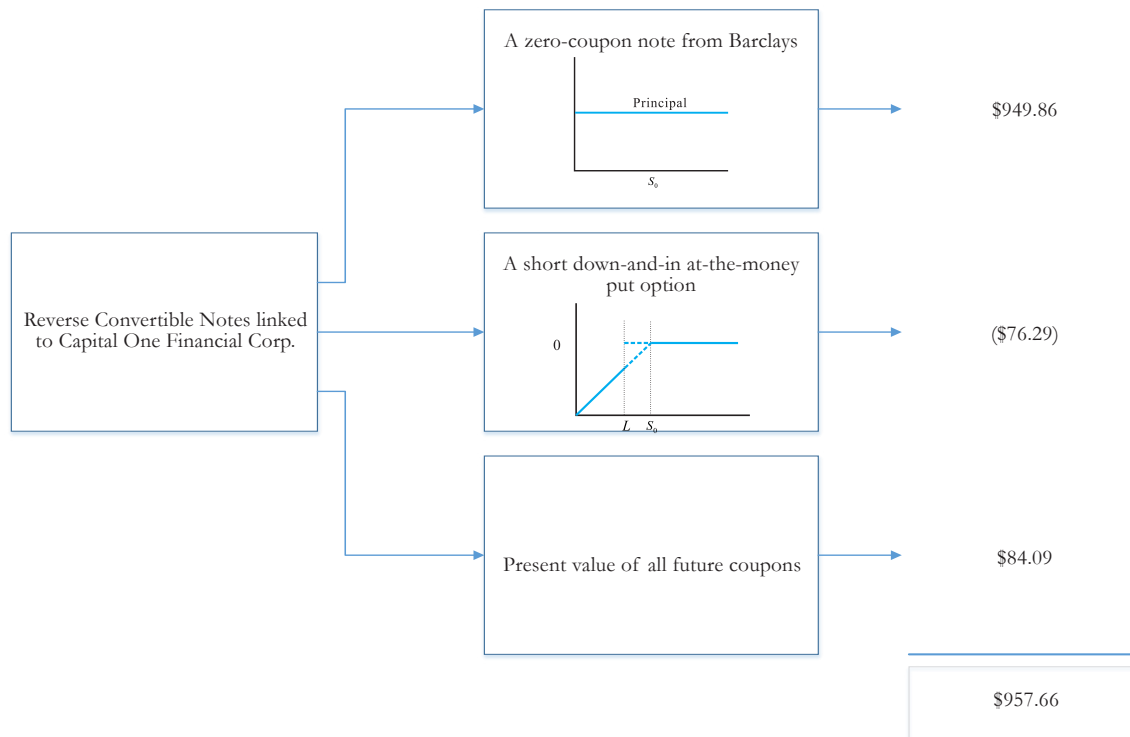 A zero-coupon note from Barclays
Principal
S₀
$949.86
Reverse Convertible Notes linked
to Capital One Financial Corp.
A short down-and-in at-the-money
put option
0
L S₀
($76.29)
Present value of all future coupons
$84.09
$957.66